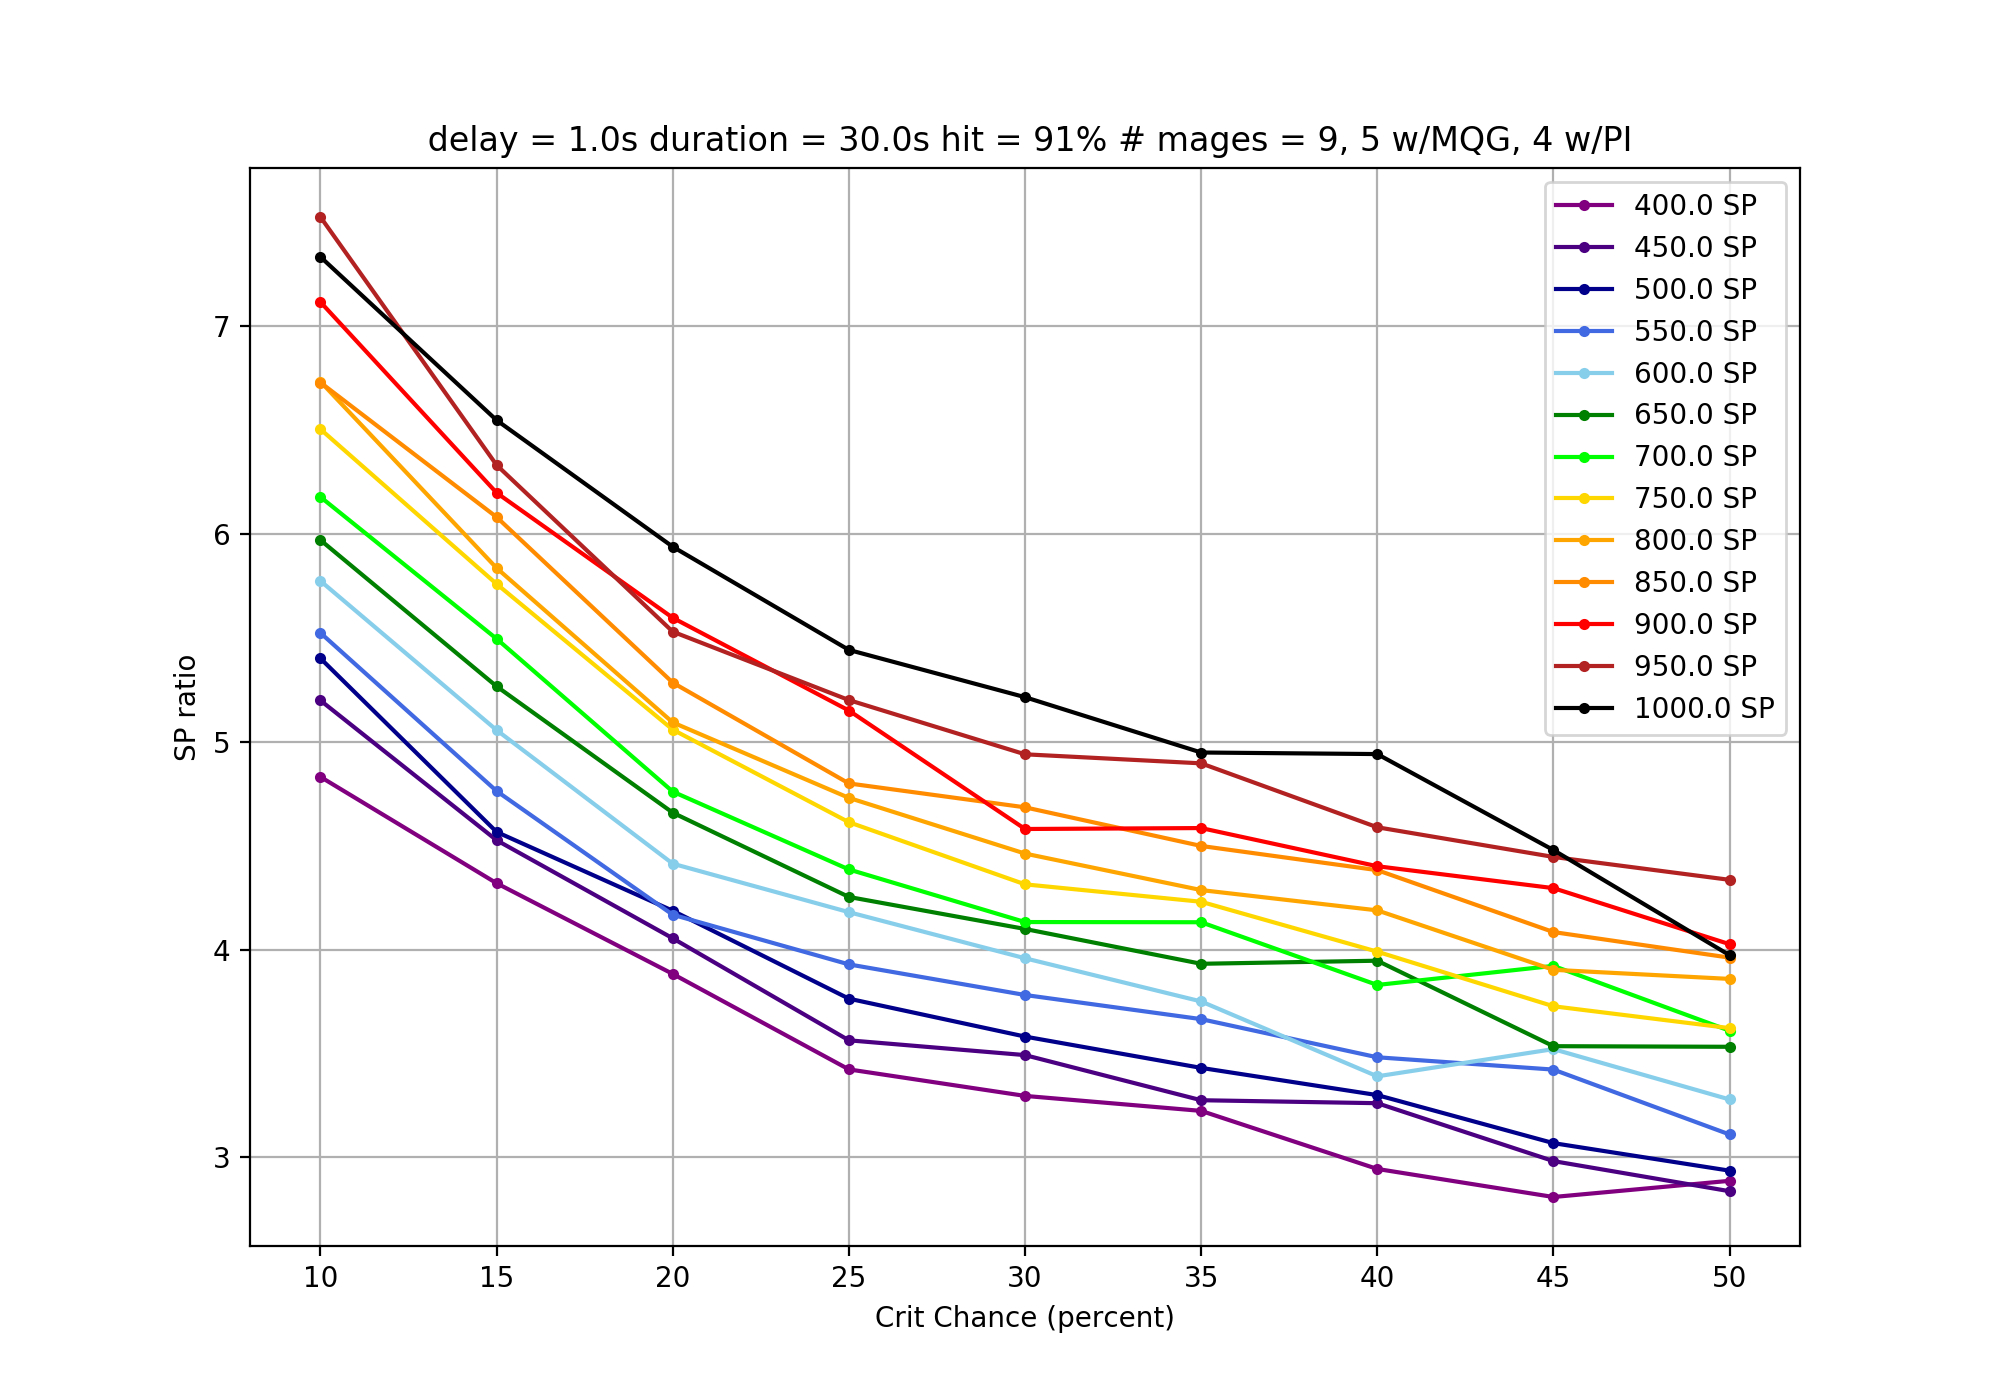 delay = 1.0s duration = 30.0s hit = 91% # mages = 9, 5 w/MQG, 4 w/PI
400.0 SP
450.0 SP
500.0 SP
550.0 SP
600.0 SP
650.0 SP
700.0 SP
750.0 SP
800.0 SP
850.0 SP
900.0 SP
950.0 SP
1000.0 SP
7
6
5
4
3
SP ratio
10 15 20 25 30 35 40 45 50
Crit Chance (percent)